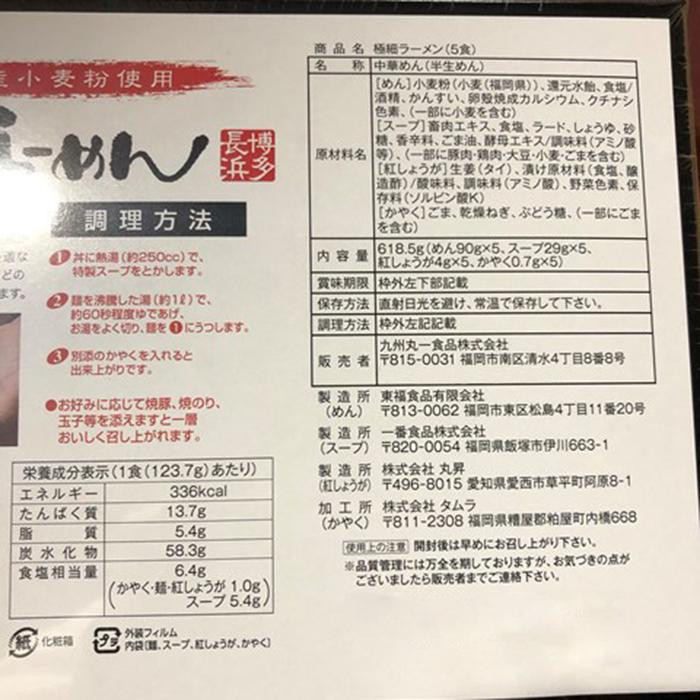 産小麦粉使用
らーめん
博多
長浜
調理方法
❶丼に熱湯(約250cc)で、
特製スープをとかします。
❷麺を沸騰した湯(約1ℓ)で、
約60秒程度ゆであげ、
お湯をよく切り、麺を❶にうつします。
❸別添のかやくを入れると
出来上がりです。
●お好みに応じて焼豚、焼のり、
玉子等を添えますと一層
おいしく召し上がれます。
どの
ます。
栄養成分表示(1食(123.7g)あたり)
エネルギー 336kcal
たんぱく質 13.7g
脂質 5.4g
炭水化物 58.3g
食塩相当量 6.4g
(かやく・麺・紅しょうが 1.0g
スープ 5.4g)
紙 化粧箱
プラ 外装フィルム
内袋(麺、スープ、紅しょうが、かやく)
商品名 極細ラーメン(5食)
名称 中華めん(半生めん)
原材料名
[めん]小麦粉(小麦(福岡県))、還元水飴、食塩/
酒精、かんすい、卵殻焼成カルシウム、クチナシ
色素、(一部に小麦を含む)
[スープ]畜肉エキス、食塩、ラード、しょうゆ、砂
糖、香辛料、ごま油、酵母エキス/調味料(アミノ酸
等)、(一部に豚肉・鶏肉・大豆・小麦・ごまを含む)
[紅しょうが]生姜(タイ)、漬け原材料(食塩、醸
造酢)/酸味料、調味料(アミノ酸)、野菜色素、保
存料(ソルビン酸K)
[かやく]ごま、乾燥ねぎ、ぶどう糖、(一部にごま
を含む)
内容量 618.5g(めん90g×5、スープ29g×5、
紅しょうが4g×5、かやく0.7g×5)
賞味期限 枠外左下部記載
保存方法 直射日光を避け、常温で保存して下さい。
調理方法 枠外左記記載
販売者 九州丸一食品株式会社
〒815-0031 福岡市南区清水4丁目8番8号
製造所 東福食品有限会社
(めん) 〒813-0062 福岡市東区松島4丁目11番20号
製造所 一番食品株式会社
(スープ) 〒820-0054 福岡県飯塚市伊川663-1
製造所 株式会社 丸昇
(紅しょうが) 〒496-8015 愛知県愛西市草平町阿原8-1
加工所 株式会社 タムラ
(かやく) 〒811-2308 福岡県糟屋郡粕屋町内橋668
使用上の注意 開封後は早めにお召し上がり下さい。
※品質管理には万全を期しておりますが、お気づきの点が
ございましたら販売者までご連絡下さい。